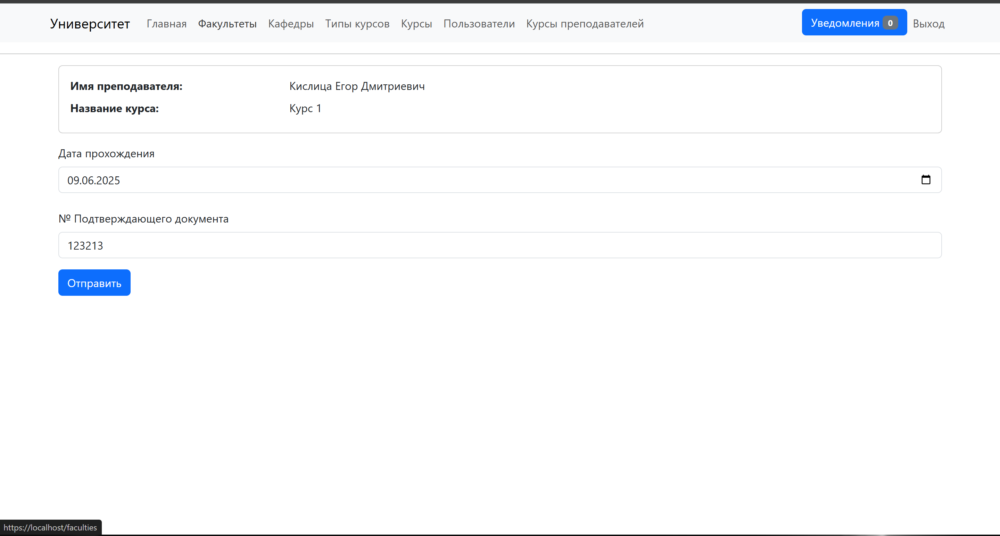 Университет Главная Факультеты Кафедры Типы курсов Курсы Пользователи Курсы преподавателей Уведомления 0 Выход
Имя преподавателя: Кислица Егор Дмитриевич
Название курса: Курс 1
Дата прохождения
09.06.2025
№ Подтверждающего документа
123213
Отправить
https://localhost/faculties